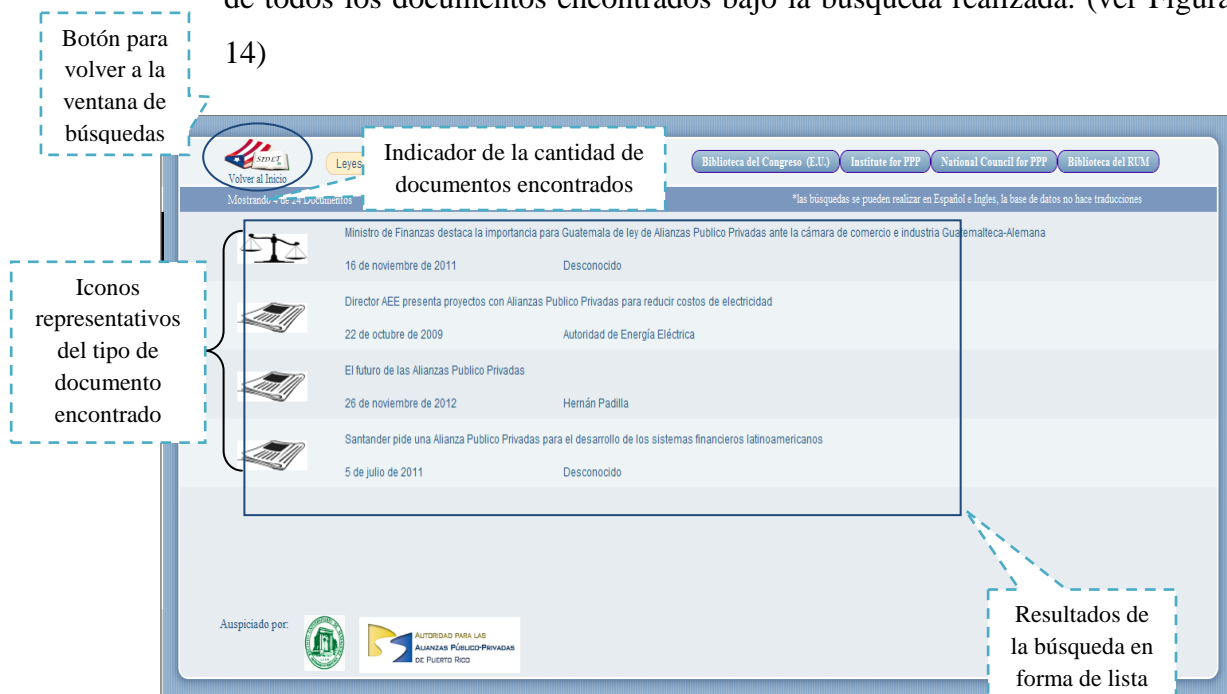 de todos los documentos encontrados bajo la búsqueda realizada. (ver Figura
14)
Botón para
volver a la
ventana de
búsquedas
Volver al Inicio
Leyes
Indicador de la cantidad de
documentos encontrados
Biblioteca del Congreso (E.U.) Institute for PPP National Council for PPP Biblioteca del RUM
Mostrando 4 de 24 Documentos *las búsquedas se pueden realizar en Español e Ingles, la base de datos no hace traducciones
Ministro de Finanzas destaca la importancia para Guatemala de ley de Alianzas Publico Privadas ante la cámara de comercio e industria Guatemalteca-Alemana
16 de noviembre de 2011 Desconocido
Iconos
representativos
del tipo de
documento
encontrado
Director AEE presenta proyectos con Alianzas Publico Privadas para reducir costos de electricidad
22 de octubre de 2009 Autoridad de Energía Eléctrica
El futuro de las Alianzas Publico Privadas
26 de noviembre de 2012 Hernán Padilla
Santander pide una Alianza Publico Privadas para el desarrollo de los sistemas financieros latinoamericanos
5 de julio de 2011 Desconocido
Resultados de
la búsqueda en
forma de lista
Auspiciado por:
AUTORIDAD PARA LAS
ALIANZAS PÚBLICO-PRIVADAS
DE PUERTO RICO